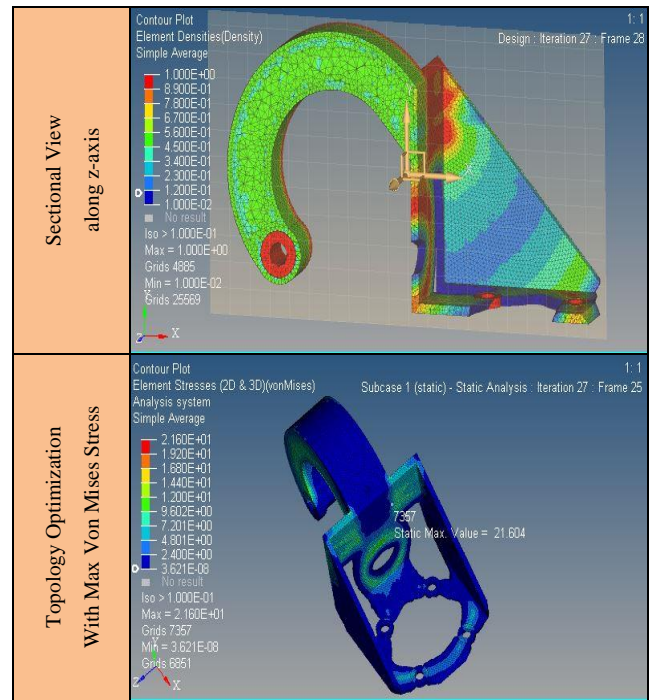 Sectional View
along z-axis
Contour Plot
Element Densities(Density)
Simple Average
1: 1
Design : Iteration 27 : Frame 28
1.000E+00
8.900E-01
7.800E-01
6.700E-01
5.600E-01
4.500E-01
3.400E-01
2.300E-01
1.200E-01
1.000E-02
No result
Iso > 1.000E-01
Max = 1.000E+00
Grids 4885
Min = 1.000E-02
Grids 25569
Y
Z
X
X
Topology Optimization
With Max Von Mises Stress
Contour Plot
Element Stresses (2D & 3D)(vonMises)
Analysis system
Simple Average
1: 1
Subcase 1 (static) - Static Analysis : Iteration 27 : Frame 25
2.160E+01
1.920E+01
1.680E+01
1.440E+01
1.200E+01
9.602E+00
7.201E+00
4.801E+00
2.400E+00
3.621E-08
No result
Iso > 1.000E-01
Max = 2.160E+01
Grids 7357
Min = 3.621E-08
Grids 6851
7357
Static Max. Value = 21.604
Z
Y
X